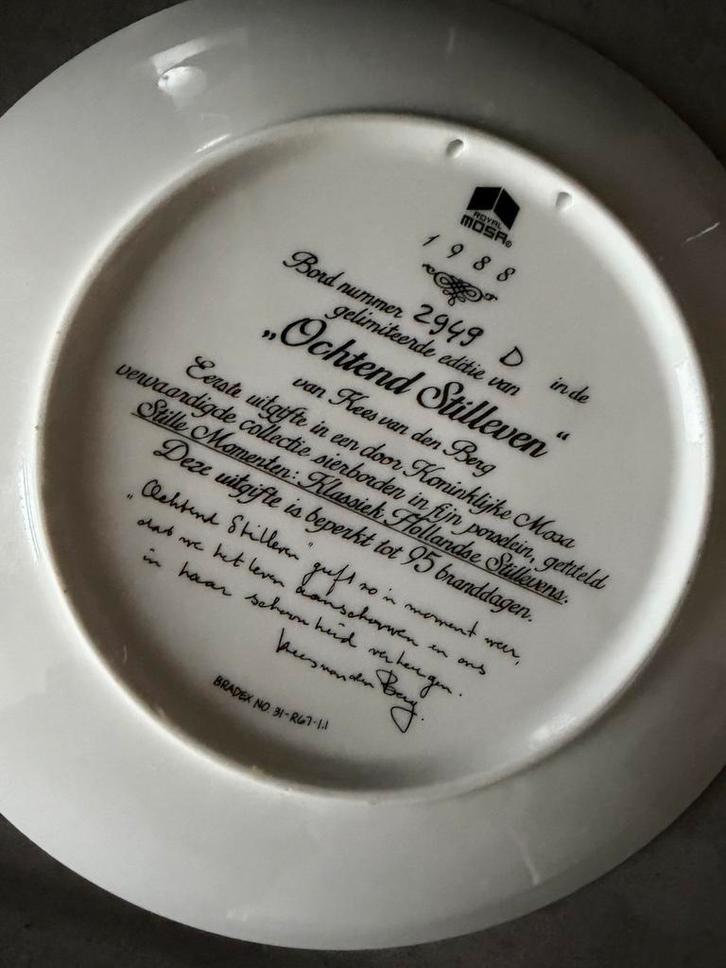 ROYAL
MOSA®
1988
Bord nummer 2949 D in de
gelimiteerde editie van
„Ochtend Stilleven“
van Kees van den Berg
Eerste uitgifte in een door Koninklijke Mosa
vervaardigde collectie sierborden in fijn porselein, getiteld
Stille Momenten: Klassiek Hollandse Stillevens.
Deze uitgifte is beperkt tot 95 branddagen.
„Ochtend Stilleven" geeft zo'n moment weer,
dat we het leven aanschouwen en ons
in haar schoonheid verheugen.
Kees van den Berg.
BRADEX NO. 31-R67-1.1